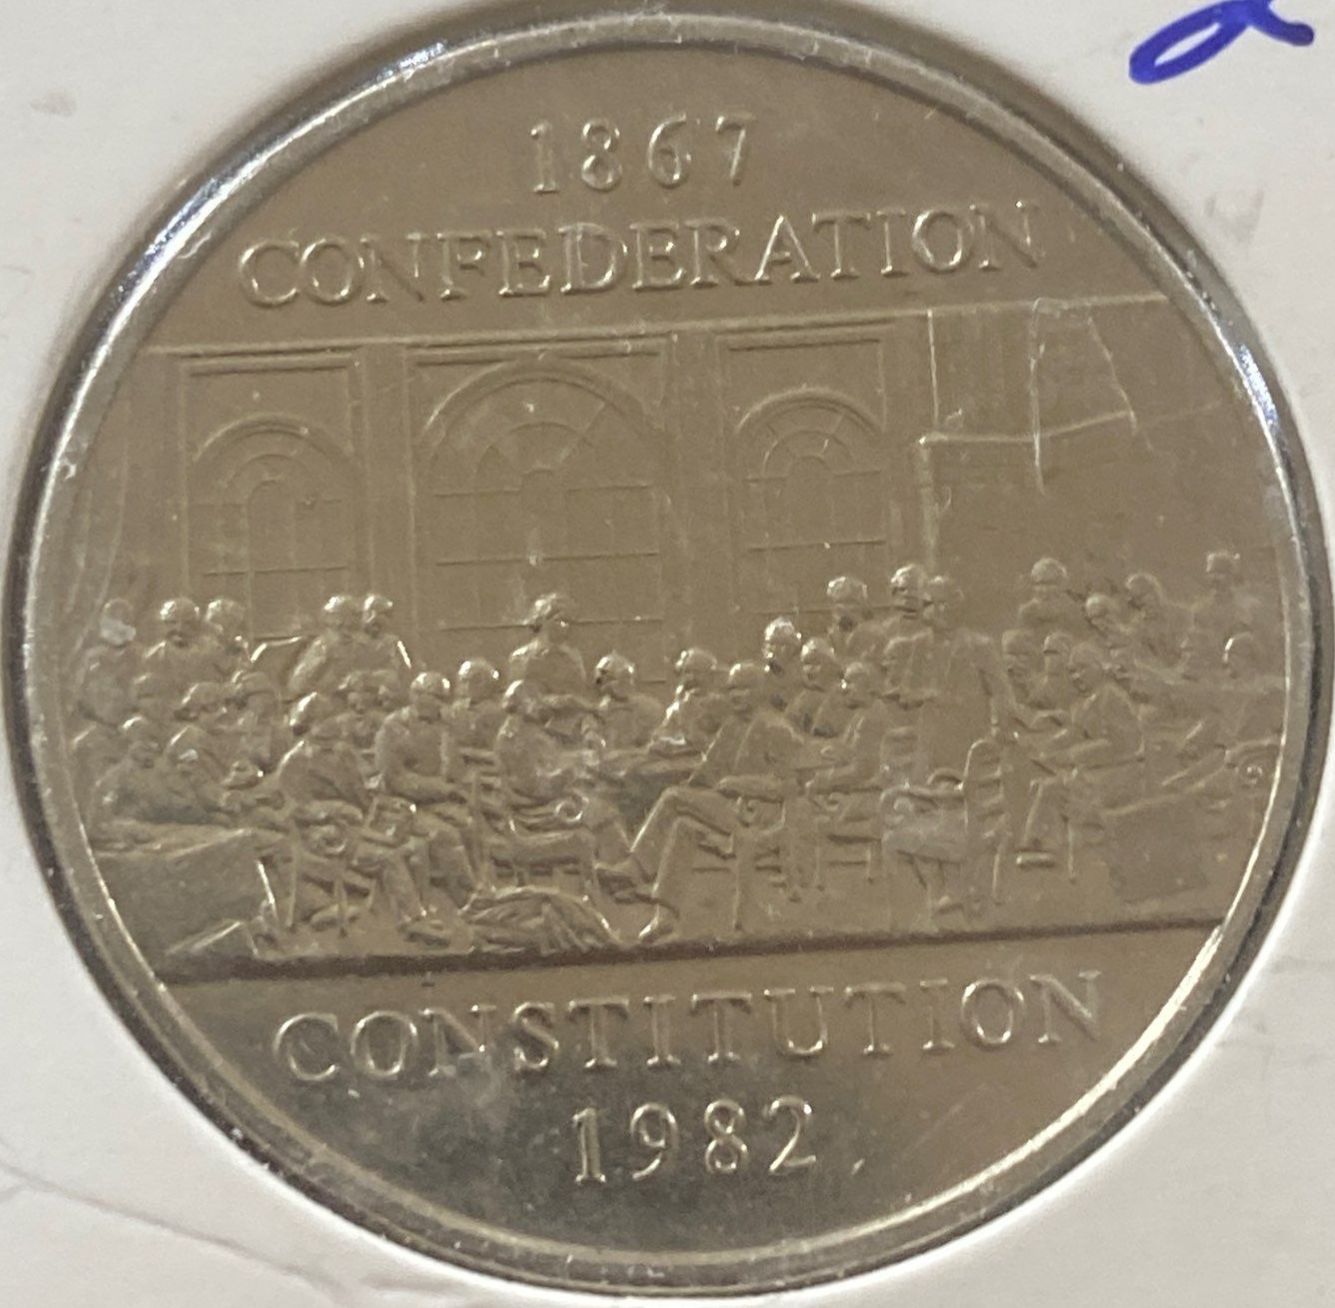 1867
CONFEDERATION
CONSTITUTION
1982